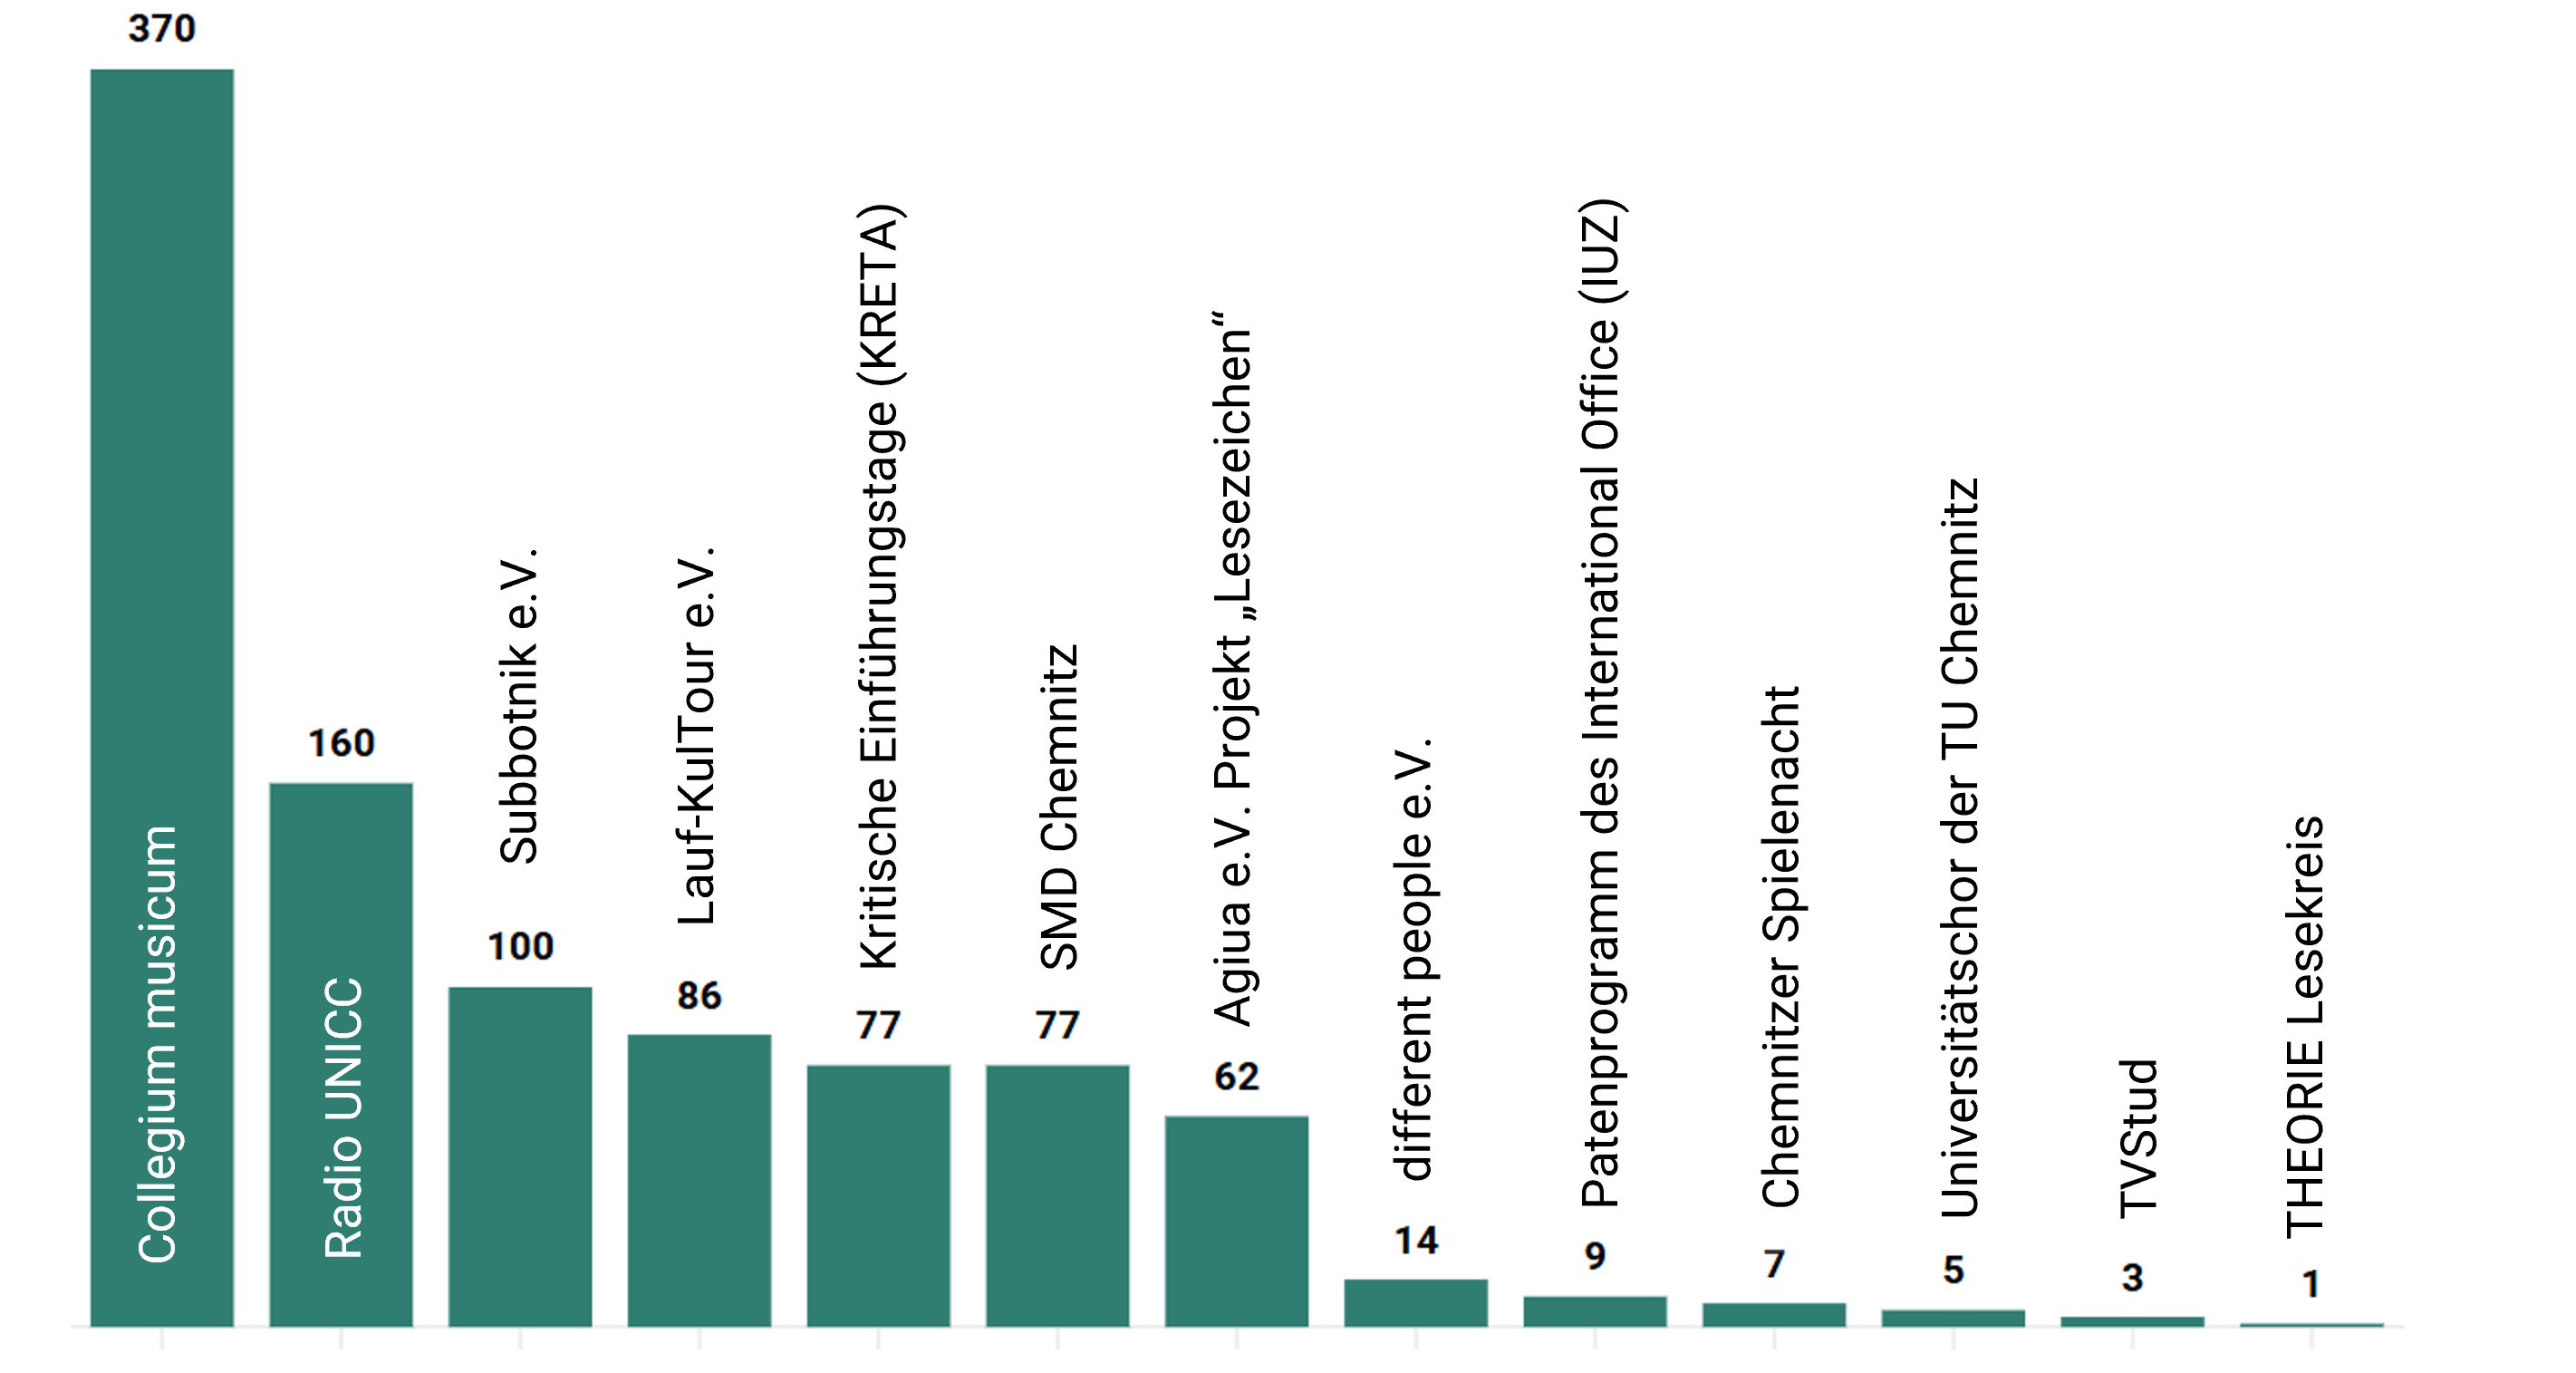 370
Collegium musicum
160
Radio UNICC
100
Subbotnik e.V.
86
Lauf-KulTour e.V.
77
Kritische Einführungstage (KRETA)
77
SMD Chemnitz
62
Agiua e.V. Projekt „Lesezeichen“
14
different people e.V.
9
Patenprogramm des International Office (IUZ)
7
Chemnitzer Spielenacht
5
Universitätschor der TU Chemnitz
3
TVStud
1
THEORIE Lesekreis